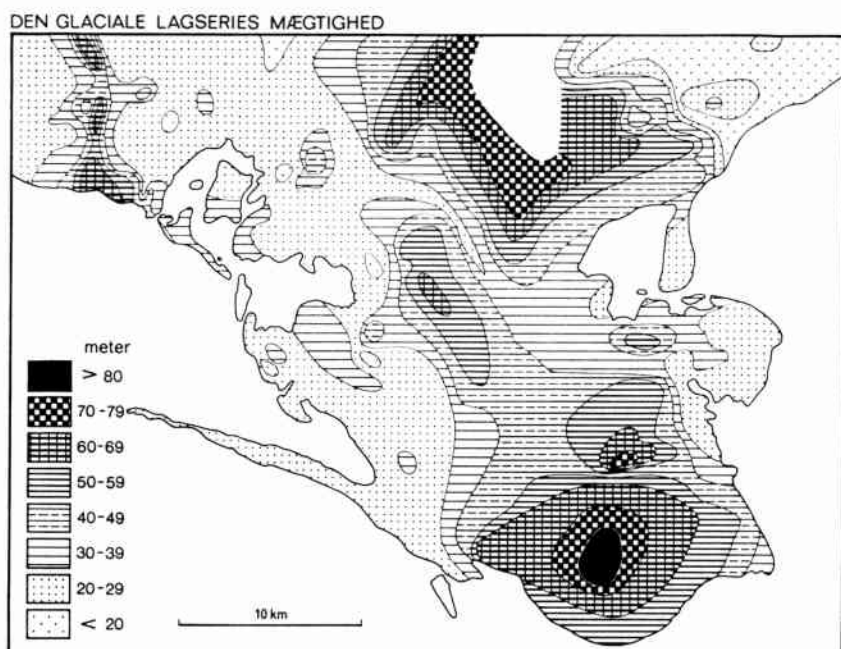 DEN GLACIALE LAGSERIES MÆGTIGHED
meter
> 80
70-79
60-69
50-59
40-49
30-39
20-29
< 20
10 km